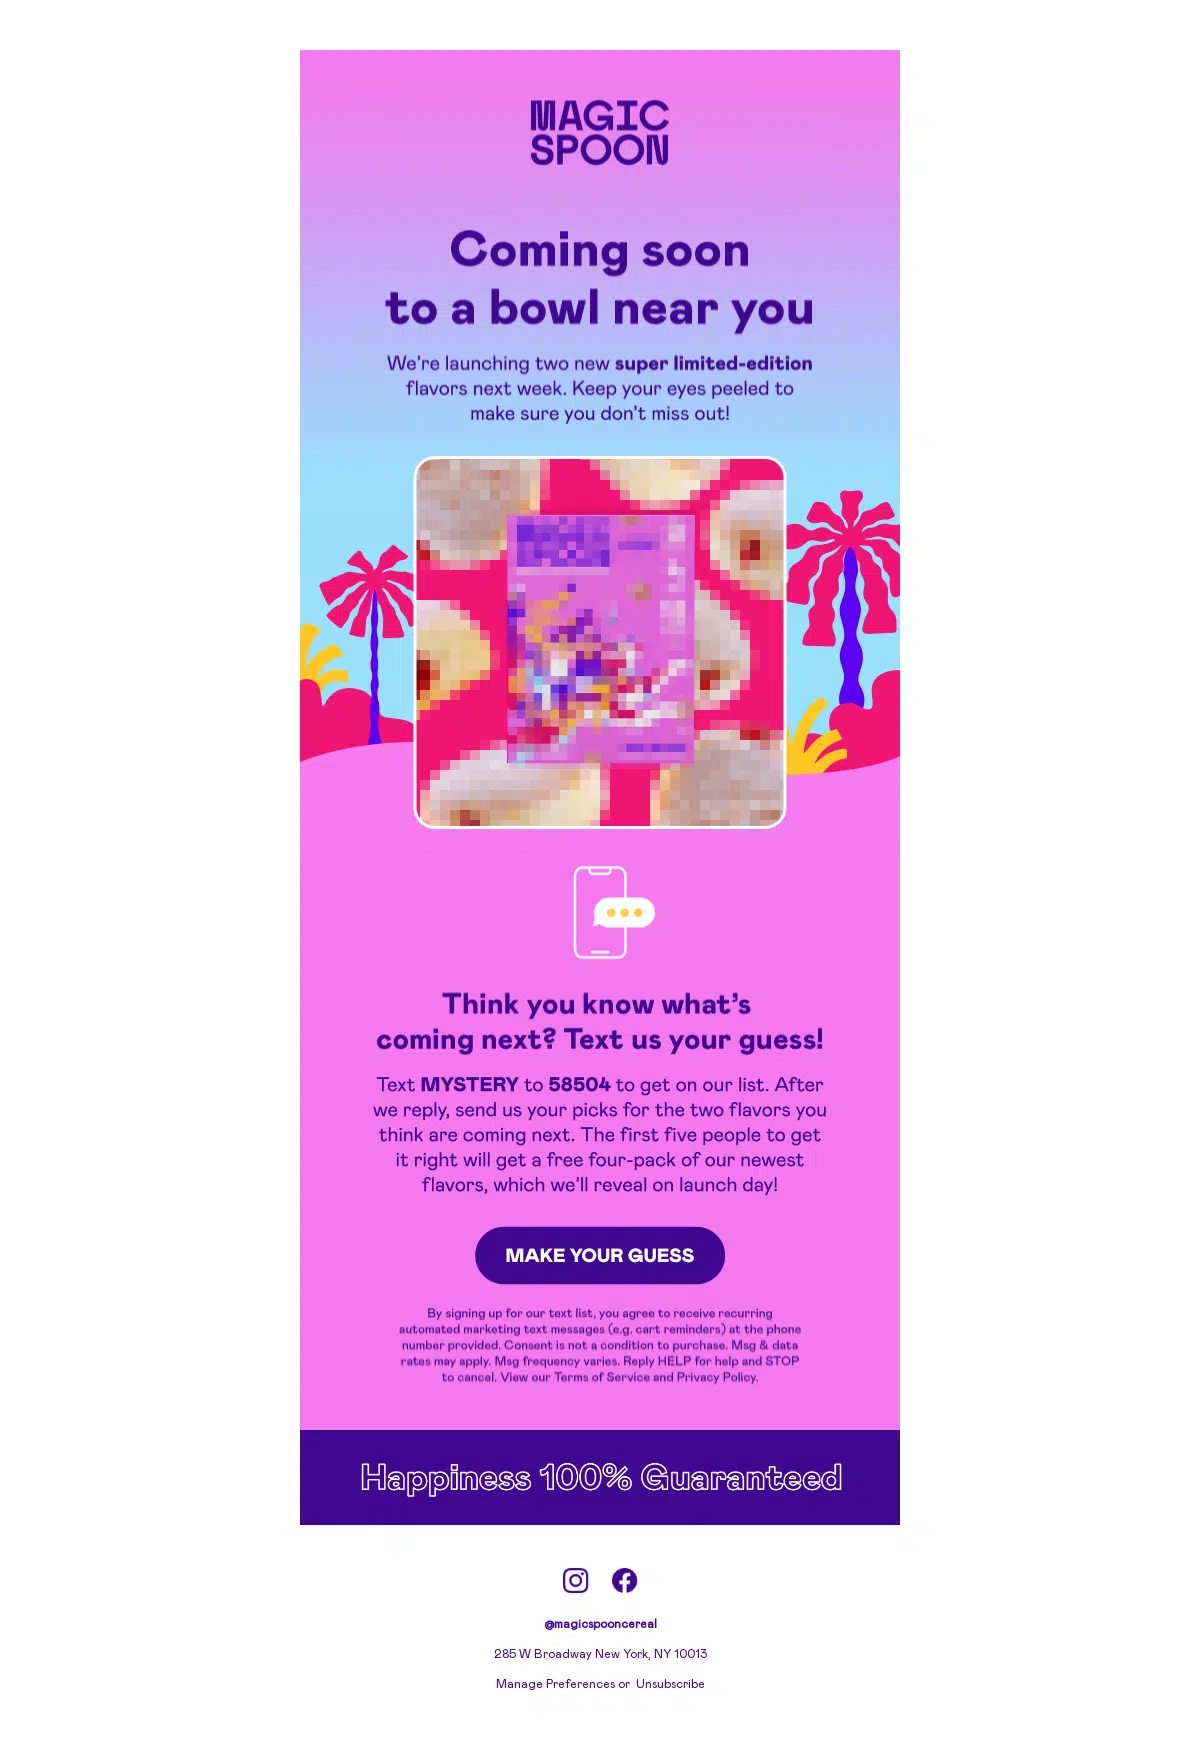 MAGIC
SPOON
Coming soon
to a bowl near you
We’re launching two new super limited-edition
flavors next week. Keep your eyes peeled to
make sure you don’t miss out!
Think you know what’s
coming next? Text us your guess!
Text MYSTERY to 58504 to get on our list. After
we reply, send us your picks for the two flavors you
think are coming next. The first five people to get
it right will get a free four-pack of our newest
flavors, which we’ll reveal on launch day!
MAKE YOUR GUESS
By signing up for our text list, you agree to receive recurring
automated marketing text messages (e.g. cart reminders) at the phone
number provided. Consent is not a condition to purchase. Msg & data
rates may apply. Msg frequency varies. Reply HELP for help and STOP
to cancel. View our Terms of Service and Privacy Policy.
Happiness 100% Guaranteed
@magicspooncereal
285 W Broadway New York, NY 10013
Manage Preferences or Unsubscribe